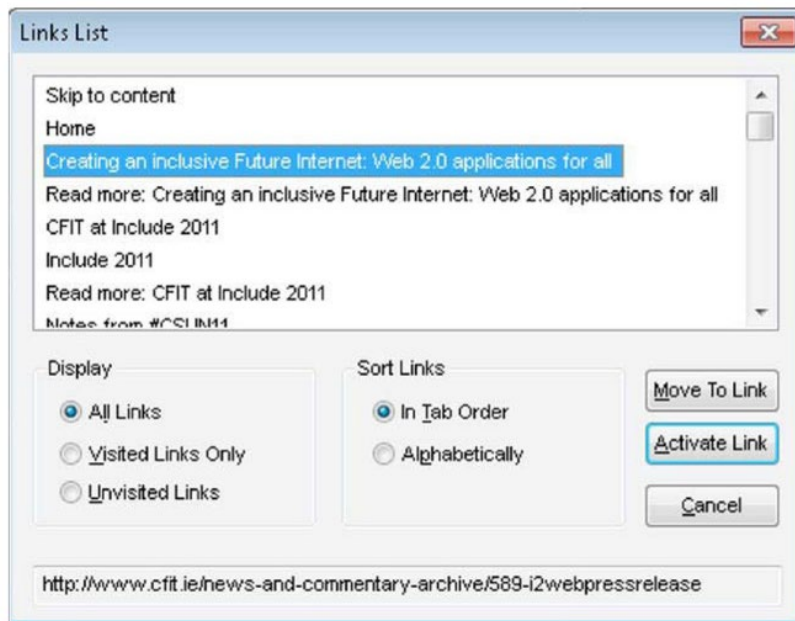 Links List
Skip to content
Home
Creating an inclusive Future Internet: Web 2.0 applications for all
Read more: Creating an inclusive Future Internet: Web 2.0 applications for all
CFIT at Include 2011
Include 2011
Read more: CFIT at Include 2011
Notes from #CSUN11
Display
All Links
Visited Links Only
Unvisited Links
Sort Links
In Tab Order
Alphabetically
Move To Link
Activate Link
Cancel
http://www.cfit.ie/news-and-commentary-archive/589-i2webpressrelease